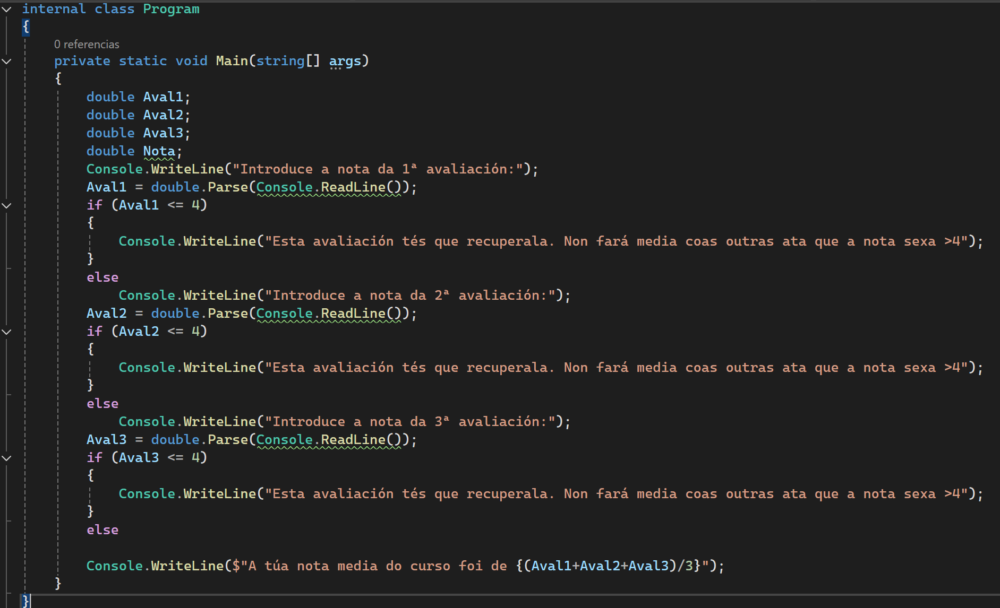 internal class Program
{
0 referencias
private static void Main(string[] args)
{
double Aval1;
double Aval2;
double Aval3;
double Nota;
Console.WriteLine("Introduce a nota da 1ª avaliación:");
Aval1 = double.Parse(Console.ReadLine());
if (Aval1 <= 4)
{
Console.WriteLine("Esta avaliación tés que recuperala. Non fará media coas outras ata que a nota sexa >4");
}
else
Console.WriteLine("Introduce a nota da 2ª avaliación:");
Aval2 = double.Parse(Console.ReadLine());
if (Aval2 <= 4)
{
Console.WriteLine("Esta avaliación tés que recuperala. Non fará media coas outras ata que a nota sexa >4");
}
else
Console.WriteLine("Introduce a nota da 3ª avaliación:");
Aval3 = double.Parse(Console.ReadLine());
if (Aval3 <= 4)
{
Console.WriteLine("Esta avaliación tés que recuperala. Non fará media coas outras ata que a nota sexa >4");
}
else
Console.WriteLine($"A túa nota media do curso foi de {(Aval1+Aval2+Aval3)/3}");
}
}